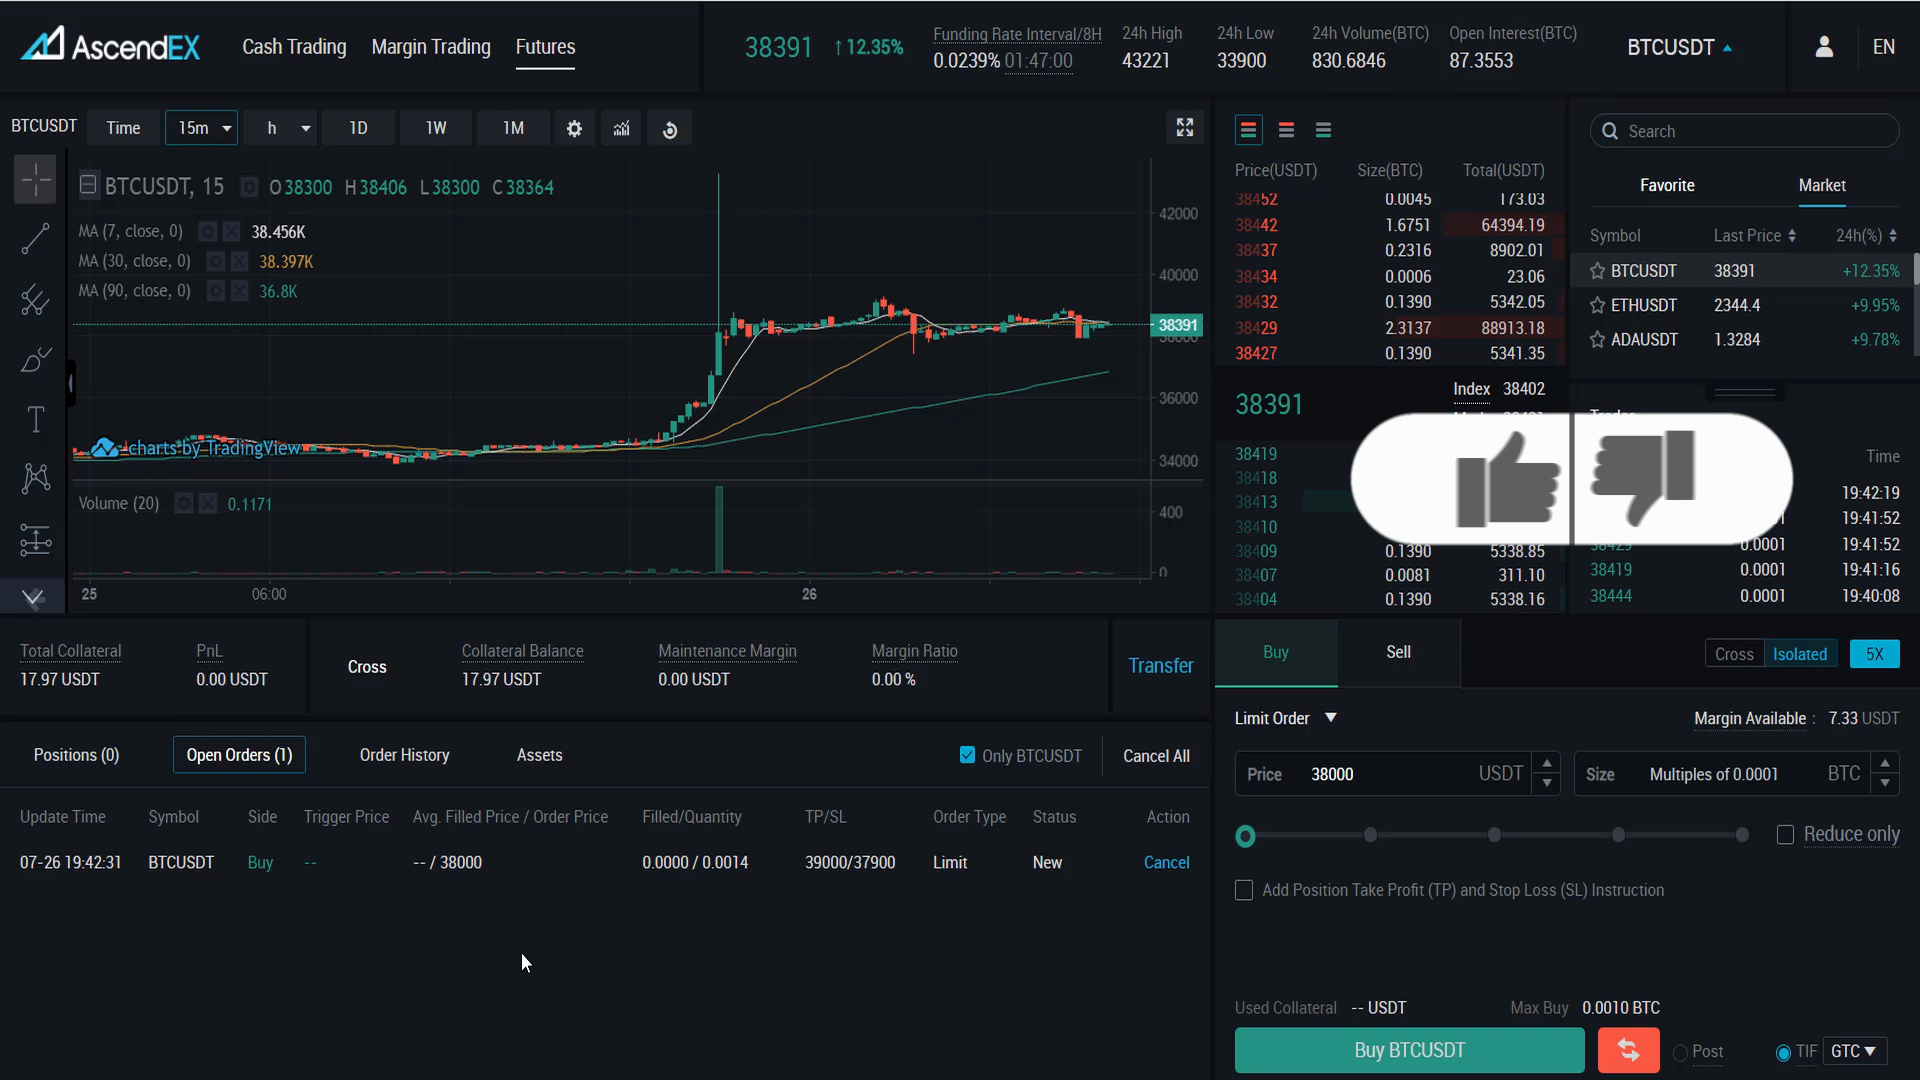 AscendEX
Cash Trading Margin Trading Futures
38391 ↑12.35%
Funding Rate Interval/8H 24h High 24h Low 24h Volume(BTC) Open Interest(BTC)
0.0239% 01:47:00 43221 33900 830.6846 87.3553
BTCUSDT EN
BTCUSDT Time 15m h 1D 1W 1M
BTCUSDT, 15 O38300 H38406 L38300 C38364
MA (7, close, 0) 38.456K
MA (30, close, 0) 38.397K
MA (90, close, 0) 36.8K
42000
40000
38391
38000
36000
34000
charts by TradingView
Volume (20) 0.1171
400
0
25 06:00 26
Price(USDT) Size(BTC) Total(USDT)
38452 0.0045 173.03
38442 1.6751 64394.19
38437 0.2316 8902.01
38434 0.0006 23.06
38432 0.1390 5342.05
38429 2.3137 88913.18
38427 0.1390 5341.35
38391 Index 38402
38419
38418
38413
38410
38409 0.1390 5338.85
38407 0.0081 311.10
38404 0.1390 5338.16
Search
Favorite Market
Symbol Last Price 24h(%)
BTCUSDT 38391 +12.35%
ETHUSDT 2344.4 +9.95%
ADAUSDT 1.3284 +9.78%
Time
19:42:19
19:41:52
0.0001 19:41:52
38419 0.0001 19:41:16
38444 0.0001 19:40:08
Total Collateral PnL Cross Collateral Balance Maintenance Margin Margin Ratio Transfer
17.97 USDT 0.00 USDT 17.97 USDT 0.00 USDT 0.00 %
Positions (0) Open Orders (1) Order History Assets Only BTCUSDT Cancel All
Update Time Symbol Side Trigger Price Avg. Filled Price / Order Price Filled/Quantity TP/SL Order Type Status Action
07-26 19:42:31 BTCUSDT Buy -- -- / 38000 0.0000 / 0.0014 39000/37900 Limit New Cancel
Buy Sell Cross Isolated 5X
Limit Order Margin Available : 7.33 USDT
Price 38000 USDT Size Multiples of 0.0001 BTC
Reduce only
Add Position Take Profit (TP) and Stop Loss (SL) Instruction
Used Collateral -- USDT Max Buy 0.0010 BTC
Buy BTCUSDT Post TIF GTC